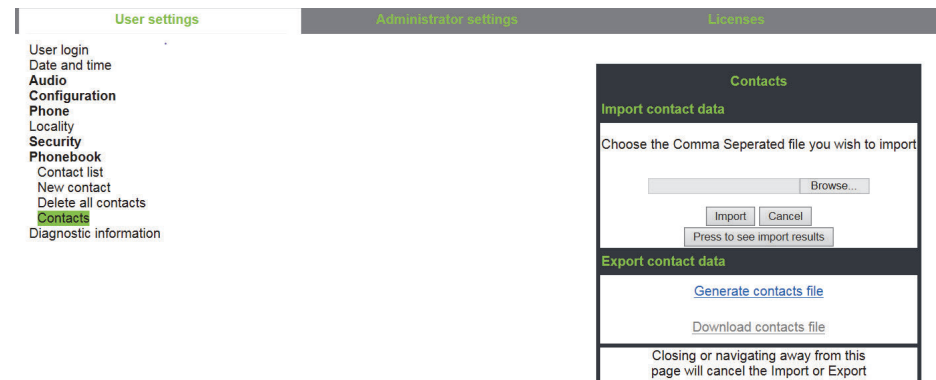 User settings
Administrator settings
Licenses
User login
Date and time
Audio
Configuration
Phone
Locality
Security
Phonebook
Contact list
New contact
Delete all contacts
Contacts
Diagnostic information
Contacts
Import contact data
Choose the Comma Seperated file you wish to import
Browse...
Import
Cancel
Press to see import results
Export contact data
Generate contacts file
Download contacts file
Closing or navigating away from this
page will cancel the Import or Export